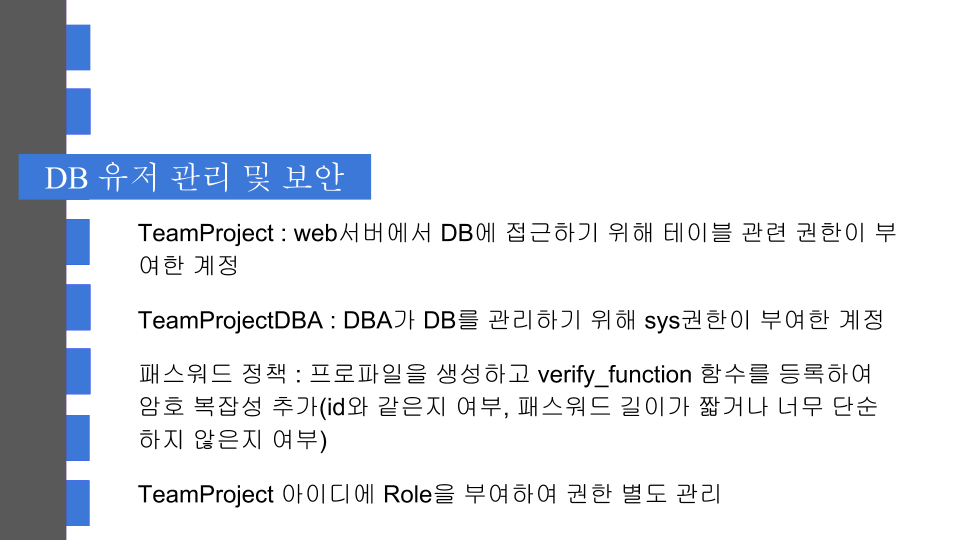 DB 유저 관리 및 보안
TeamProject : web서버에서 DB에 접근하기 위해 테이블 관련 권한이 부
여한 계정
TeamProjectDBA : DBA가 DB를 관리하기 위해 sys권한이 부여한 계정
패스워드 정책 : 프로파일을 생성하고 verify_function 함수를 등록하여
암호 복잡성 추가(id와 같은지 여부, 패스워드 길이가 짧거나 너무 단순
하지 않은지 여부)
TeamProject 아이디에 Role을 부여하여 권한 별도 관리